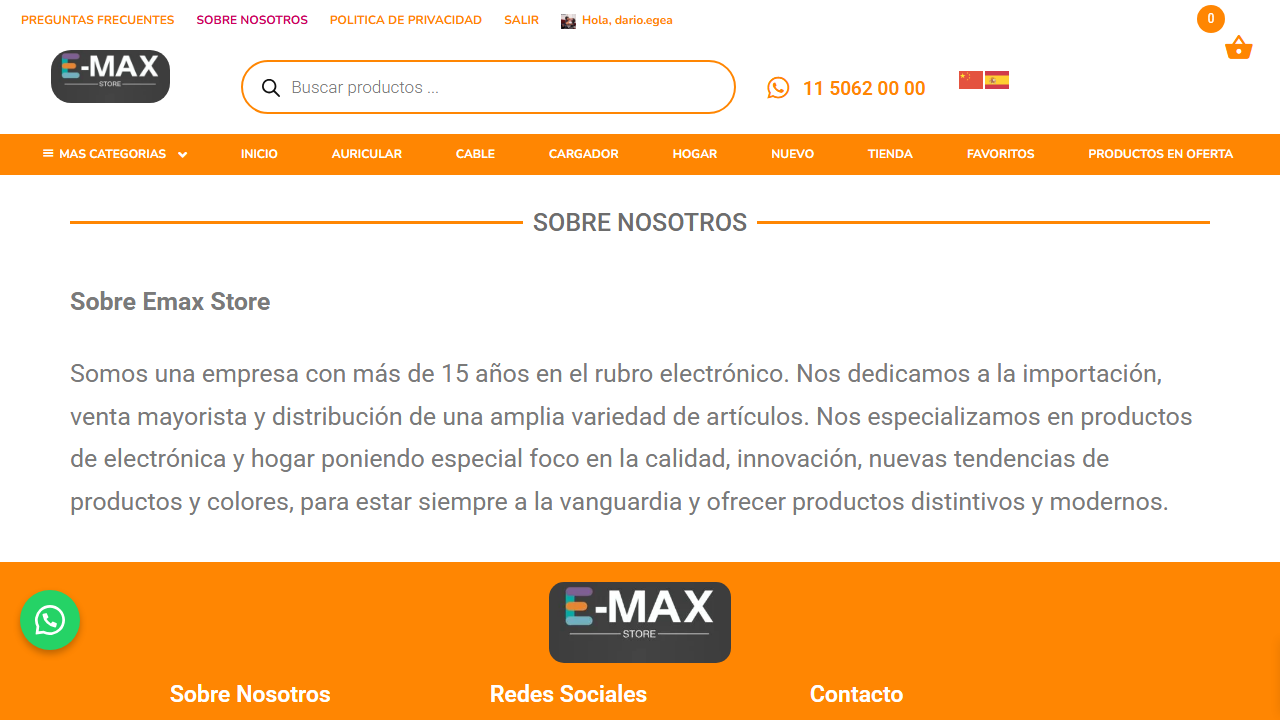 PREGUNTAS FRECUENTES SOBRE NOSOTROS POLITICA DE PRIVACIDAD SALIR Hola, dario.egea
0
E-MAX
STORE
Buscar productos ...
11 5062 00 00
MAS CATEGORIAS INICIO AURICULAR CABLE CARGADOR HOGAR NUEVO TIENDA FAVORITOS PRODUCTOS EN OFERTA
SOBRE NOSOTROS
Sobre Emax Store
Somos una empresa con más de 15 años en el rubro electrónico. Nos dedicamos a la importación,
venta mayorista y distribución de una amplia variedad de artículos. Nos especializamos en productos
de electrónica y hogar poniendo especial foco en la calidad, innovación, nuevas tendencias de
productos y colores, para estar siempre a la vanguardia y ofrecer productos distintivos y modernos.
E-MAX
STORE
Sobre Nosotros Redes Sociales Contacto